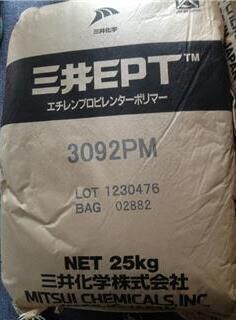 三井化学
三井EPT™
エチレンプロピレンターポリマー
3092PM
LOT 1230476
BAG 02882
NET 25kg
三井化学株式会社
MITSUI CHEMICALS, INC.